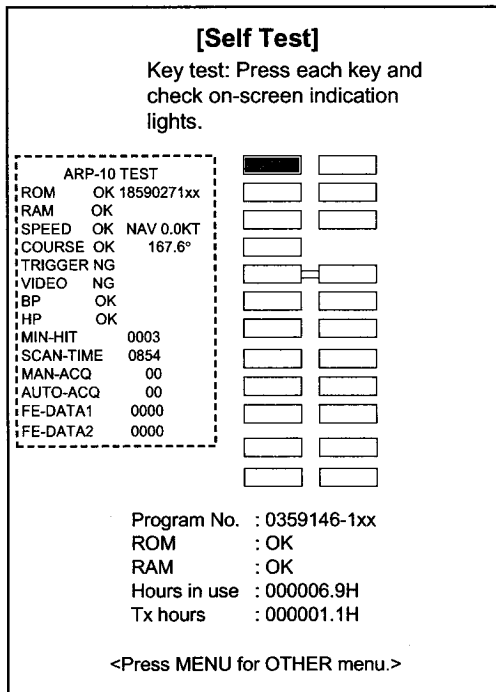 [Self Test]
Key test: Press each key and
check on-screen indication
lights.
ARP-10 TEST
ROM OK 18590271xx
RAM OK
SPEED OK NAV 0.0KT
COURSE OK 167.6°
TRIGGER NG
VIDEO NG
BP OK
HP OK
MIN-HIT 0003
SCAN-TIME 0854
MAN-ACQ 00
AUTO-ACQ 00
FE-DATA1 0000
FE-DATA2 0000
Program No. : 0359146-1xx
ROM : OK
RAM : OK
Hours in use : 000006.9H
Tx hours : 000001.1H
<Press MENU for OTHER menu.>